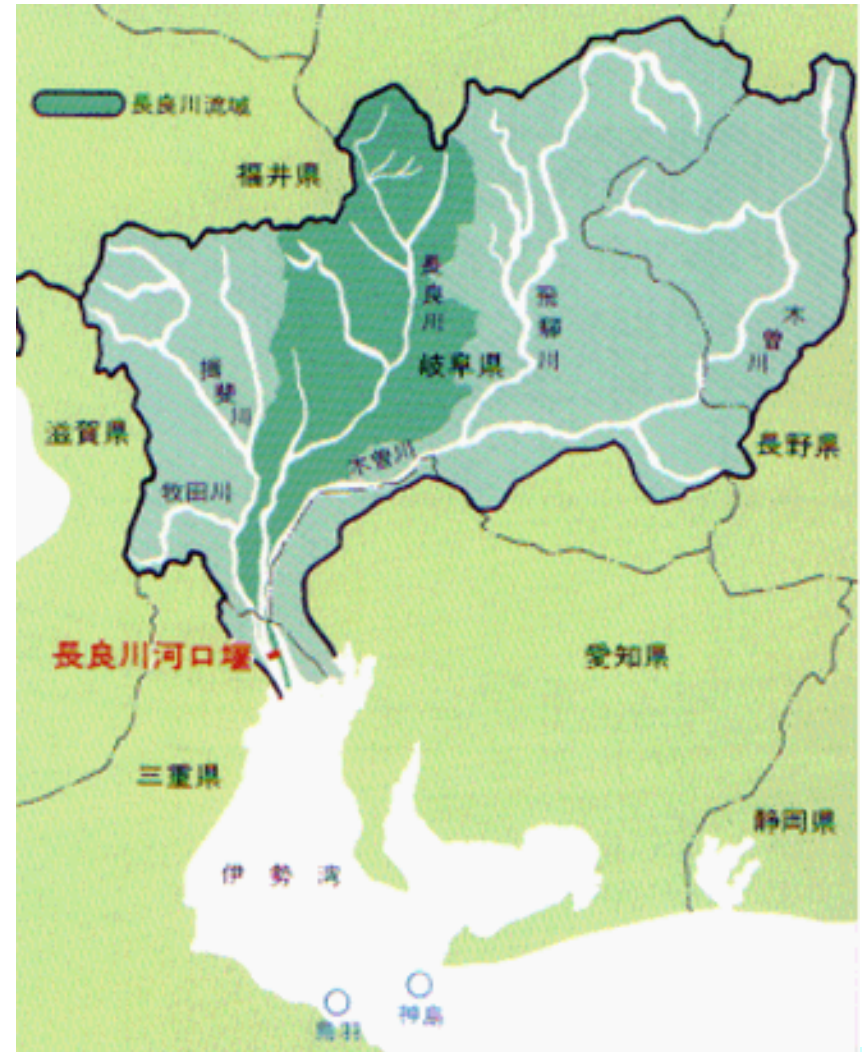 長良川流域
福井県
長良川
飛騨川
木曽川
揖斐川
岐阜県
滋賀県
長野県
木曽川
牧田川
長良川河口堰
愛知県
三重県
静岡県
伊勢湾
神島
鳥羽